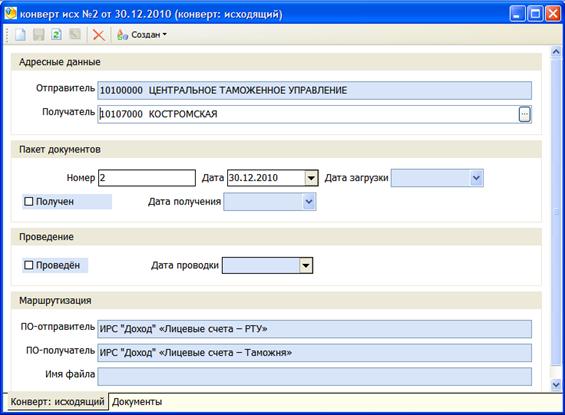 конверт исх №2 от 30.12.2010 (конверт: исходящий)
Создан
Адресные данные
Отправитель 10100000 ЦЕНТРАЛЬНОЕ ТАМОЖЕННОЕ УПРАВЛЕНИЕ
Получатель 10107000 КОСТРОМСКАЯ ...
Пакет документов
Номер 2 Дата 30.12.2010 Дата загрузки
Получен Дата получения
Проведение
Проведён Дата проводки
Маршрутизация
ПО-отправитель ИРС "Доход" «Лицевые счета – РТУ»
ПО-получатель ИРС "Доход" «Лицевые счета – Таможня»
Имя файла
Конверт: исходящий Документы